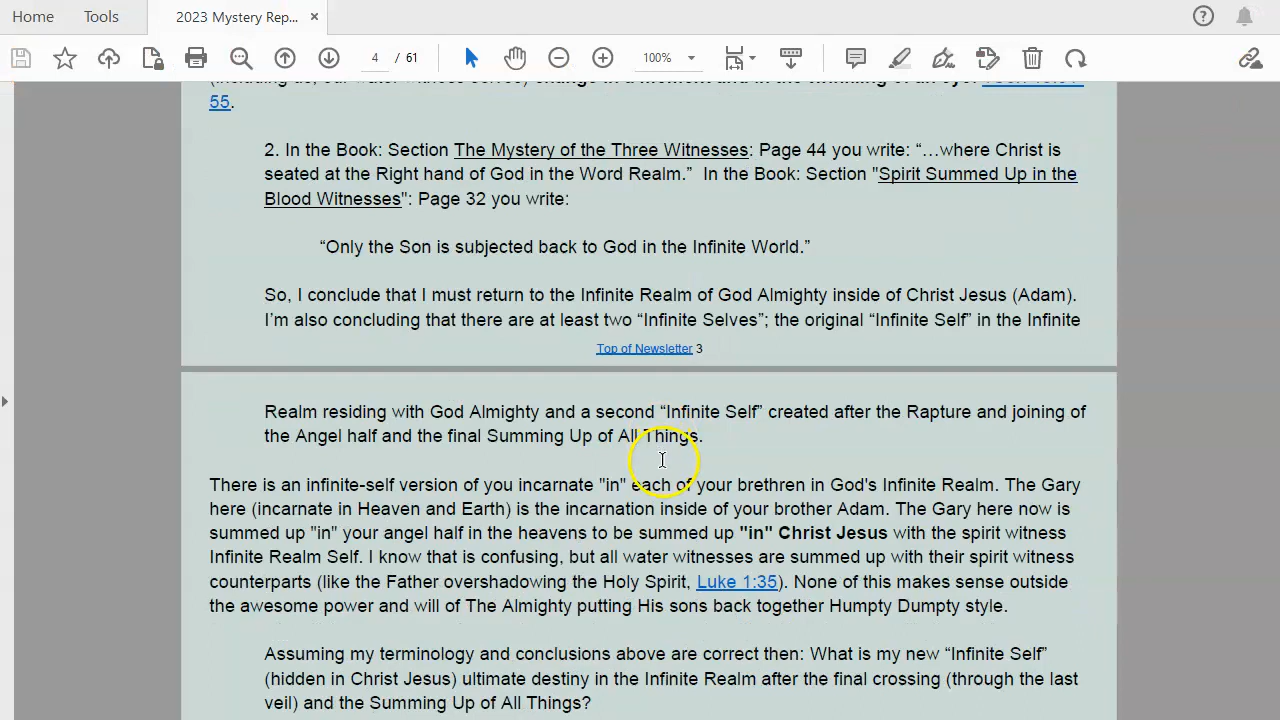 Home Tools 2023 Mystery Rep... ×
4 / 61 100%
55.
2. In the Book: Section The Mystery of the Three Witnesses: Page 44 you write: “…where Christ is
seated at the Right hand of God in the Word Realm.” In the Book: Section "Spirit Summed Up in the
Blood Witnesses": Page 32 you write:
“Only the Son is subjected back to God in the Infinite World.”
So, I conclude that I must return to the Infinite Realm of God Almighty inside of Christ Jesus (Adam).
I’m also concluding that there are at least two “Infinite Selves”; the original “Infinite Self” in the Infinite
Top of Newsletter 3
Realm residing with God Almighty and a second “Infinite Self” created after the Rapture and joining of
the Angel half and the final Summing Up of All Things.
There is an infinite-self version of you incarnate "in" each of your brethren in God's Infinite Realm. The Gary
here (incarnate in Heaven and Earth) is the incarnation inside of your brother Adam. The Gary here now is
summed up "in" your angel half in the heavens to be summed up "in" Christ Jesus with the spirit witness
Infinite Realm Self. I know that is confusing, but all water witnesses are summed up with their spirit witness
counterparts (like the Father overshadowing the Holy Spirit, Luke 1:35). None of this makes sense outside
the awesome power and will of The Almighty putting His sons back together Humpty Dumpty style.
Assuming my terminology and conclusions above are correct then: What is my new “Infinite Self”
(hidden in Christ Jesus) ultimate destiny in the Infinite Realm after the final crossing (through the last
veil) and the Summing Up of All Things?